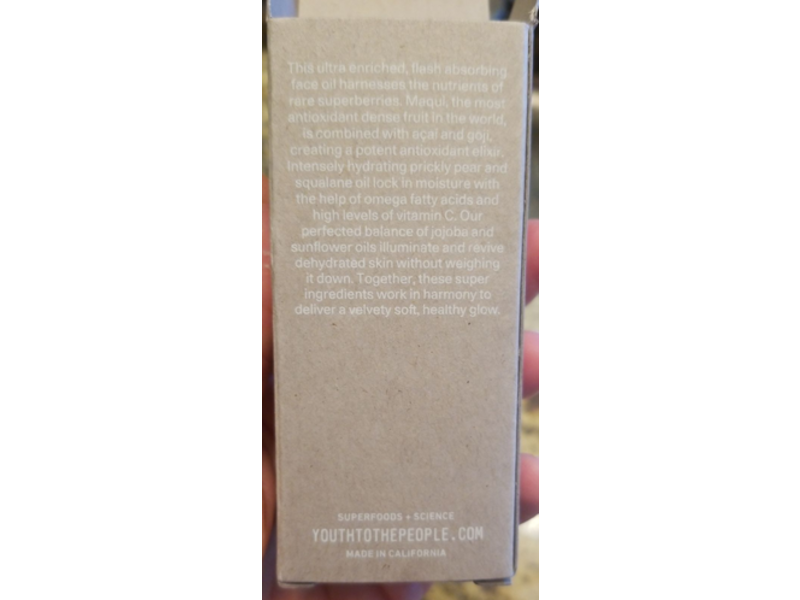 This ultra enriched, flash absorbing
face oil harnesses the nutrients of
rare superberries. Maqui, the most
antioxidant dense fruit in the world,
is combined with açai and goji,
creating a potent antioxidant elixir.
Intensely hydrating prickly pear and
squalane oil lock in moisture with
the help of omega fatty acids and
high levels of vitamin C. Our
perfected balance of jojoba and
sunflower oils illuminate and revive
dehydrated skin without weighing
it down. Together, these super
ingredients work in harmony to
deliver a velvety soft, healthy glow.
SUPERFOODS + SCIENCE
YOUTHTOTHEPEOPLE.COM
MADE IN CALIFORNIA